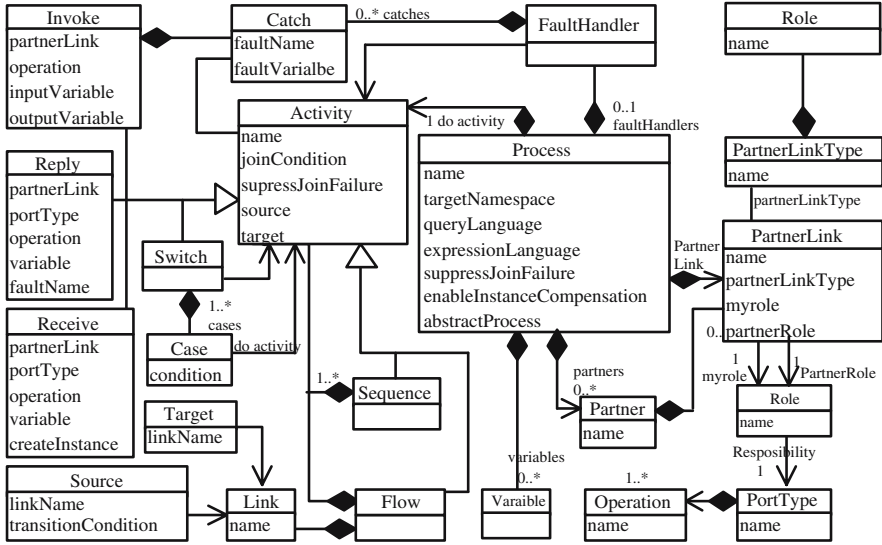 Invoke
partnerLink
operation
inputVariable
outputVariable
Catch
faultName
faultVarialbe
0..* catches
FaultHandler
Role
name
Activity
name
joinCondition
supressJoinFailure
source
target
1 do activity
0..1
faultHandlers
Process
name
targetNamespace
queryLanguage
expressionLanguage
suppressJoinFailure
enableInstanceCompensation
abstractProcess
PartnerLinkType
name
partnerLinkType
Reply
partnerLink
portType
operation
variable
faultName
Switch
1..*
cases
Partner
Link
PartnerLink
name
partnerLinkType
myrole
partnerRole
0..
Receive
partnerLink
portType
operation
variable
createInstance
Case
condition
do activity
1..*
Sequence
partners
0..*
Partner
name
1
myrole
1
PartnerRole
Role
name
Target
linkName
Source
linkName
transitionCondition
Link
name
Flow
variables
0..*
Varaible
Operation
name
1..*
Resposibility
1
PortType
name